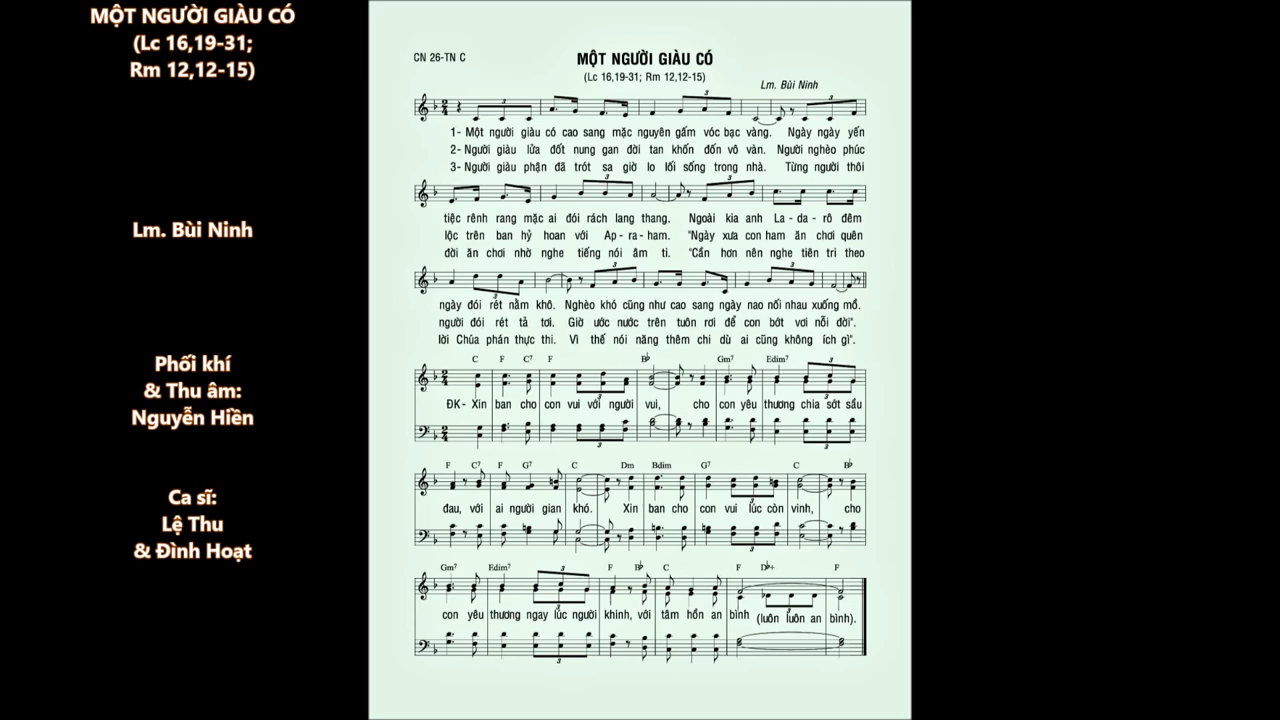 MỘT NGƯỜI GIÀU CÓ
(Lc 16,19-31;
Rm 12,12-15)
Lm. Bùi Ninh
Phối khí
& Thu âm:
Nguyễn Hiền
Ca sĩ:
Lệ Thu
& Đình Hoạt
CN 26-TN C
MỘT NGƯỜI GIÀU CÓ
(Lc 16,19-31; Rm 12,12-15)
Lm. Bùi Ninh
1- Một người giàu có cao sang mặc nguyên gấm vóc bạc vàng. Ngày ngày yến
2- Người giàu lửa đốt nung gan đời tan khốn đốn vô vàn. Người nghèo phúc
3- Người giàu phận đã trót sa giờ lo lối sống trong nhà. Từng người thôi
tiệc rênh rang mặc ai đói rách lang thang. Ngoài kia anh La - da - rô đêm
lộc trên ban hỷ hoan với Ap - ra - ham. "Ngày xưa con ham ăn chơi quên
đời ăn chơi nhờ nghe tiếng nói âm ti. "Cần hơn nên nghe tiên tri theo
ngày đói rét nằm khô. Nghèo khó cũng như cao sang ngày nao nối nhau xuống mồ.
người đói rét tả tơi. Giờ ước nước trên tuôn rơi để con bớt vơi nỗi đời".
lời Chúa phán thực thi. Vì thế nói năng thêm chi dù ai cũng không ích gì".
C F C7 F Bb Gm7 Edim7
ĐK- Xin ban cho con vui với người vui, cho con yêu thương chia sớt sầu
F C7 F G7 C Dm Bdim G7 C Bb
đau, với ai người gian khó. Xin ban cho con vui lúc còn vinh, cho
Gm7 Edim7 F Bb C F Db+ F
con yêu thương ngay lúc người khinh, với tâm hồn an bình (luôn luôn an bình).